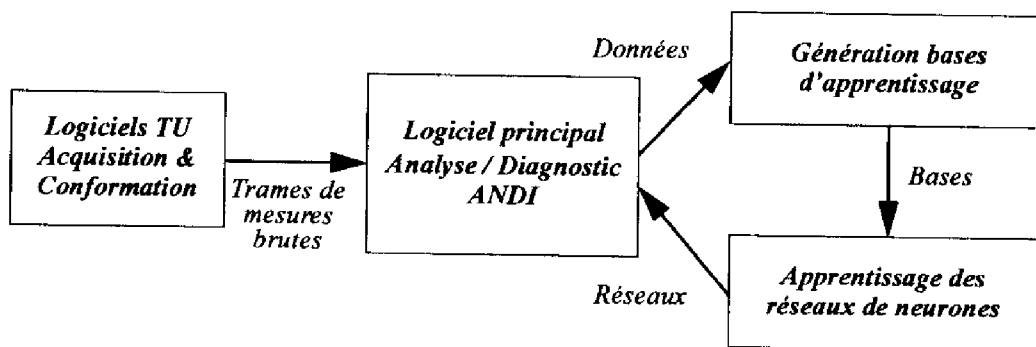 Logiciels TU
Acquisition &
Conformation
Trames de
mesures
brutes
Logiciel principal
Analyse / Diagnostic
ANDI
Données
Génération bases
d'apprentissage
Bases
Apprentissage des
réseaux de neurones
Réseaux